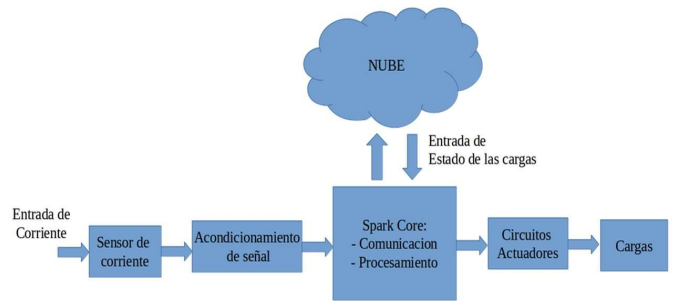 NUBE
Entrada de
Estado de las cargas
Entrada de
Corriente
Sensor de
corriente
Acondicionamiento
de señal
Spark Core:
- Comunicacion
- Procesamiento
Circuitos
Actuadores
Cargas